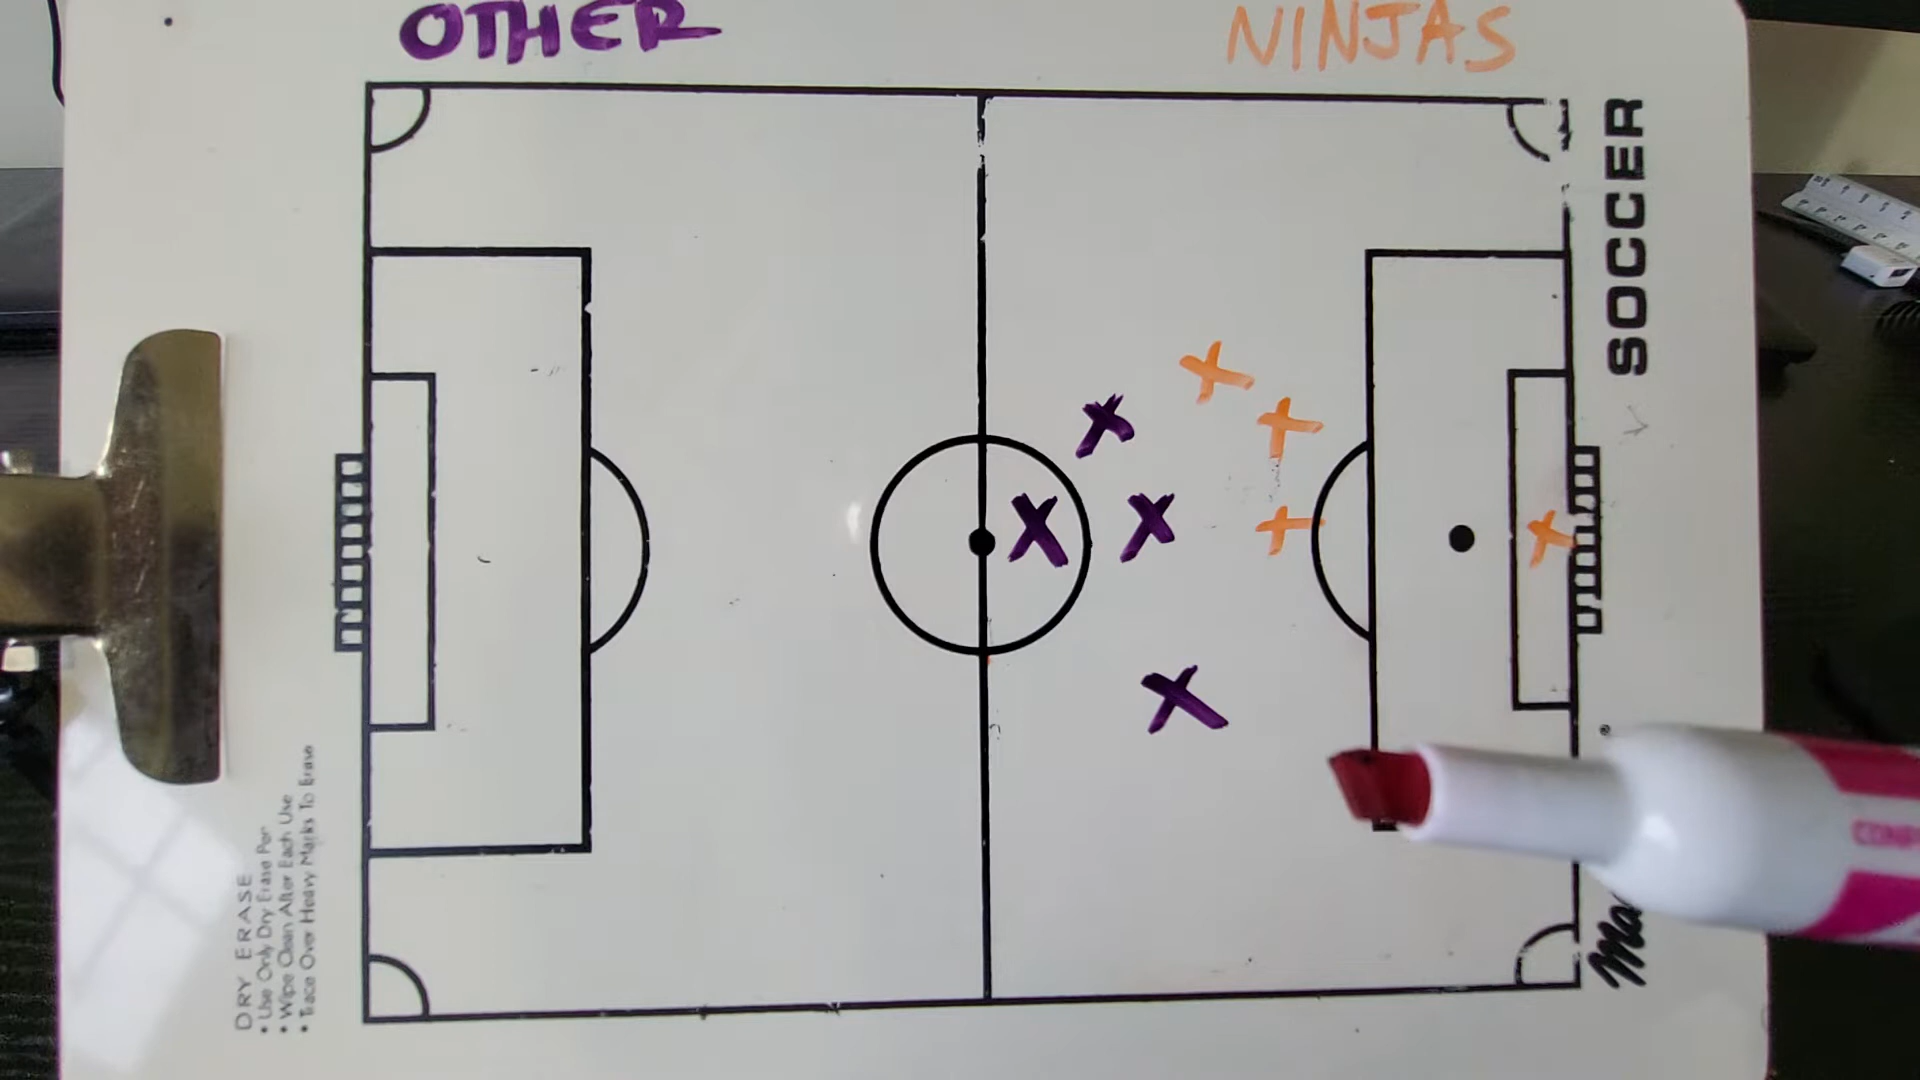 OTHER
NINJAS
SOCCER
DRY ERASE
• Use Only Dry Erase Pen
• Wipe Clean After Each Use
• Trace Over Heavy Marks To Erase